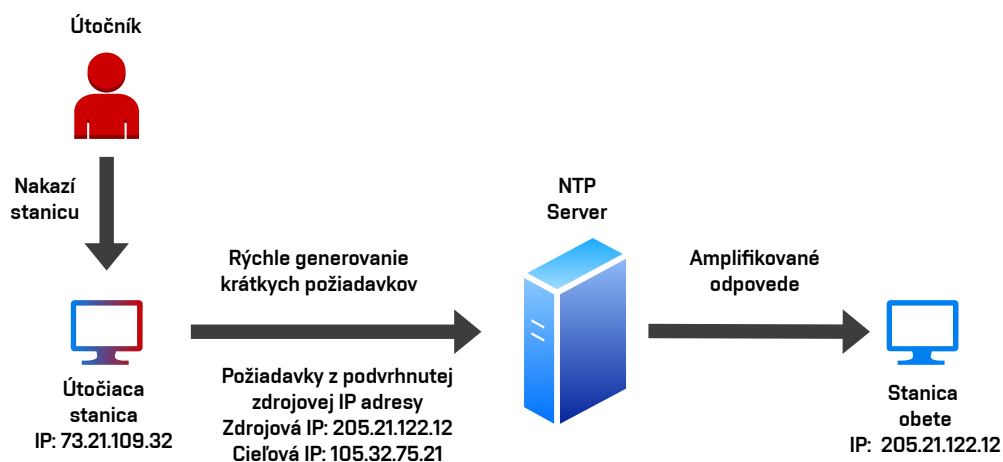 Útočník
Nakazí
stanicu
NTP
Server
Rýchle generovanie
krátkych požiadavkov
Amplifikované
odpovede
Požiadavky z podvrhnutej
zdrojovej IP adresy
Zdrojová IP: 205.21.122.12
Cieľová IP: 105.32.75.21
Útočiaca
stanica
IP: 73.21.109.32
Stanica
obete
IP: 205.21.122.12